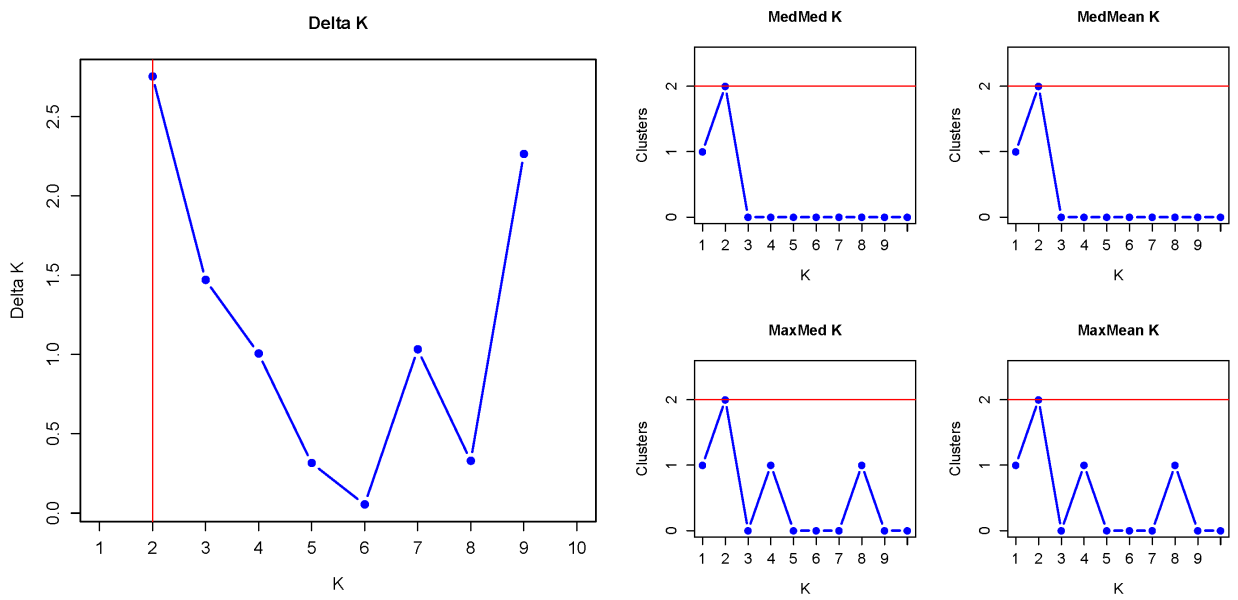 Delta K
Delta K
0.0 0.5 1.0 1.5 2.0 2.5
1 2 3 4 5 6 7 8 9 10
K
MedMed K
Clusters
0 1 2
1 2 3 4 5 6 7 8 9
K
MedMean K
Clusters
0 1 2
1 2 3 4 5 6 7 8 9
K
MaxMed K
Clusters
0 1 2
1 2 3 4 5 6 7 8 9
K
MaxMean K
Clusters
0 1 2
1 2 3 4 5 6 7 8 9
K